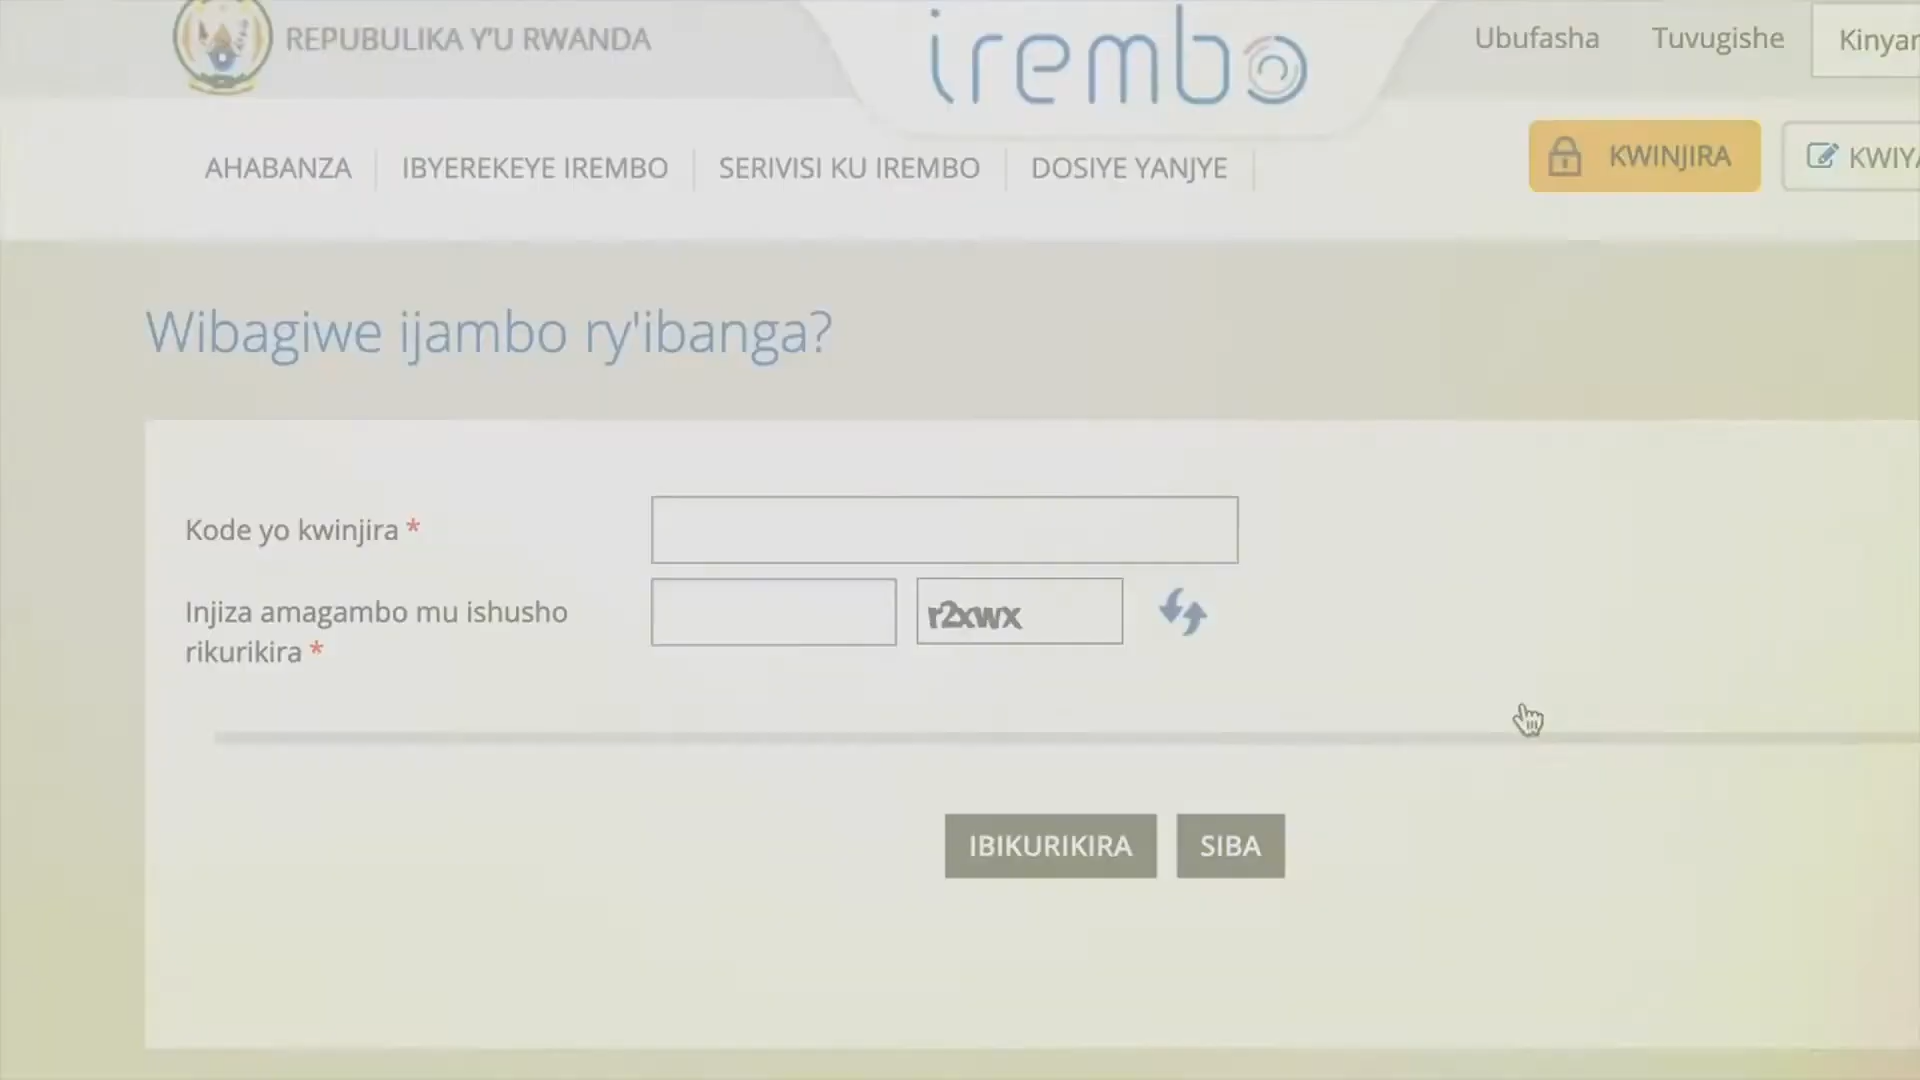 REPUBULIKA Y'U RWANDA
irembo
Ubufasha
Tuvugishe
Kinyar
AHABANZA
IBYEREKEYE IREMBO
SERIVISI KU IREMBO
DOSIYE YANJYE
KWINJIRA
KWIYA
Wibagiwe ijambo ry'ibanga?
Kode yo kwinjira *
Injiza amagambo mu ishusho
rikurikira *
r2xwx
IBIKURIKIRA
SIBA